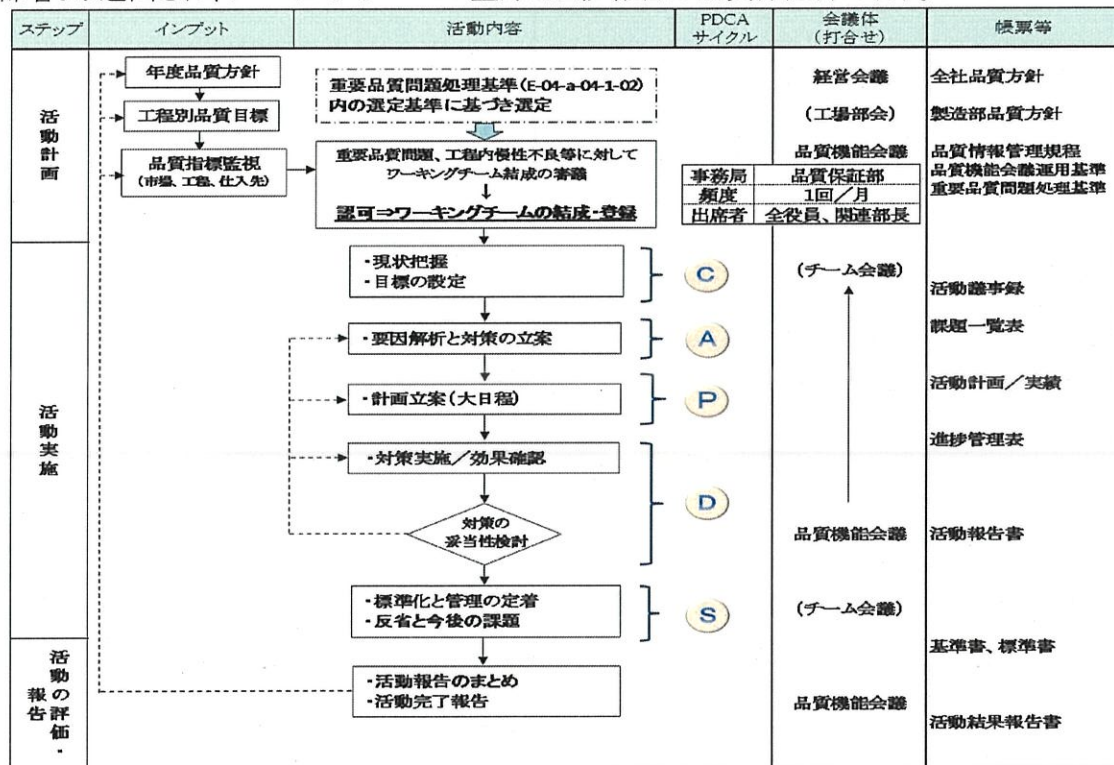 ステップ
インプット
活動内容
PDCA
サイクル
会議体
(打合せ)
帳票等
活動計画
年度品質方針
工程別品質目標
品質指標監視
(市場、工程、仕入先)
重要品質問題処理基準(E-04-a-04-1-02)
内の選定基準に基づき選定
重要品質問題、工程内慢性不良等に対して
ワーキングチーム結成の審議
認可⇒ワーキングチームの結成・登録
経営会議
(工場部会)
品質機能会議
事務局 品質保証部
頻度 1回/月
出席者 全役員、関連部長
全社品質方針
製造部品質方針
品質情報管理規程
品質機能会議運用基準
重要品質問題処理基準
活動実施
・現状把握
・目標の設定
C
(チーム会議)
活動議事録
・要因解析と対策の立案
A
課題一覧表
・計画立案(大日程)
P
活動計画/実績
・対策実施/効果確認
進捗管理表
D
対策の
妥当性検討
品質機能会議
活動報告書
・標準化と管理の定着
・反省と今後の課題
S
(チーム会議)
基準書、標準書
活動の評価・
報告
・活動報告のまとめ
・活動完了報告
品質機能会議
活動結果報告書